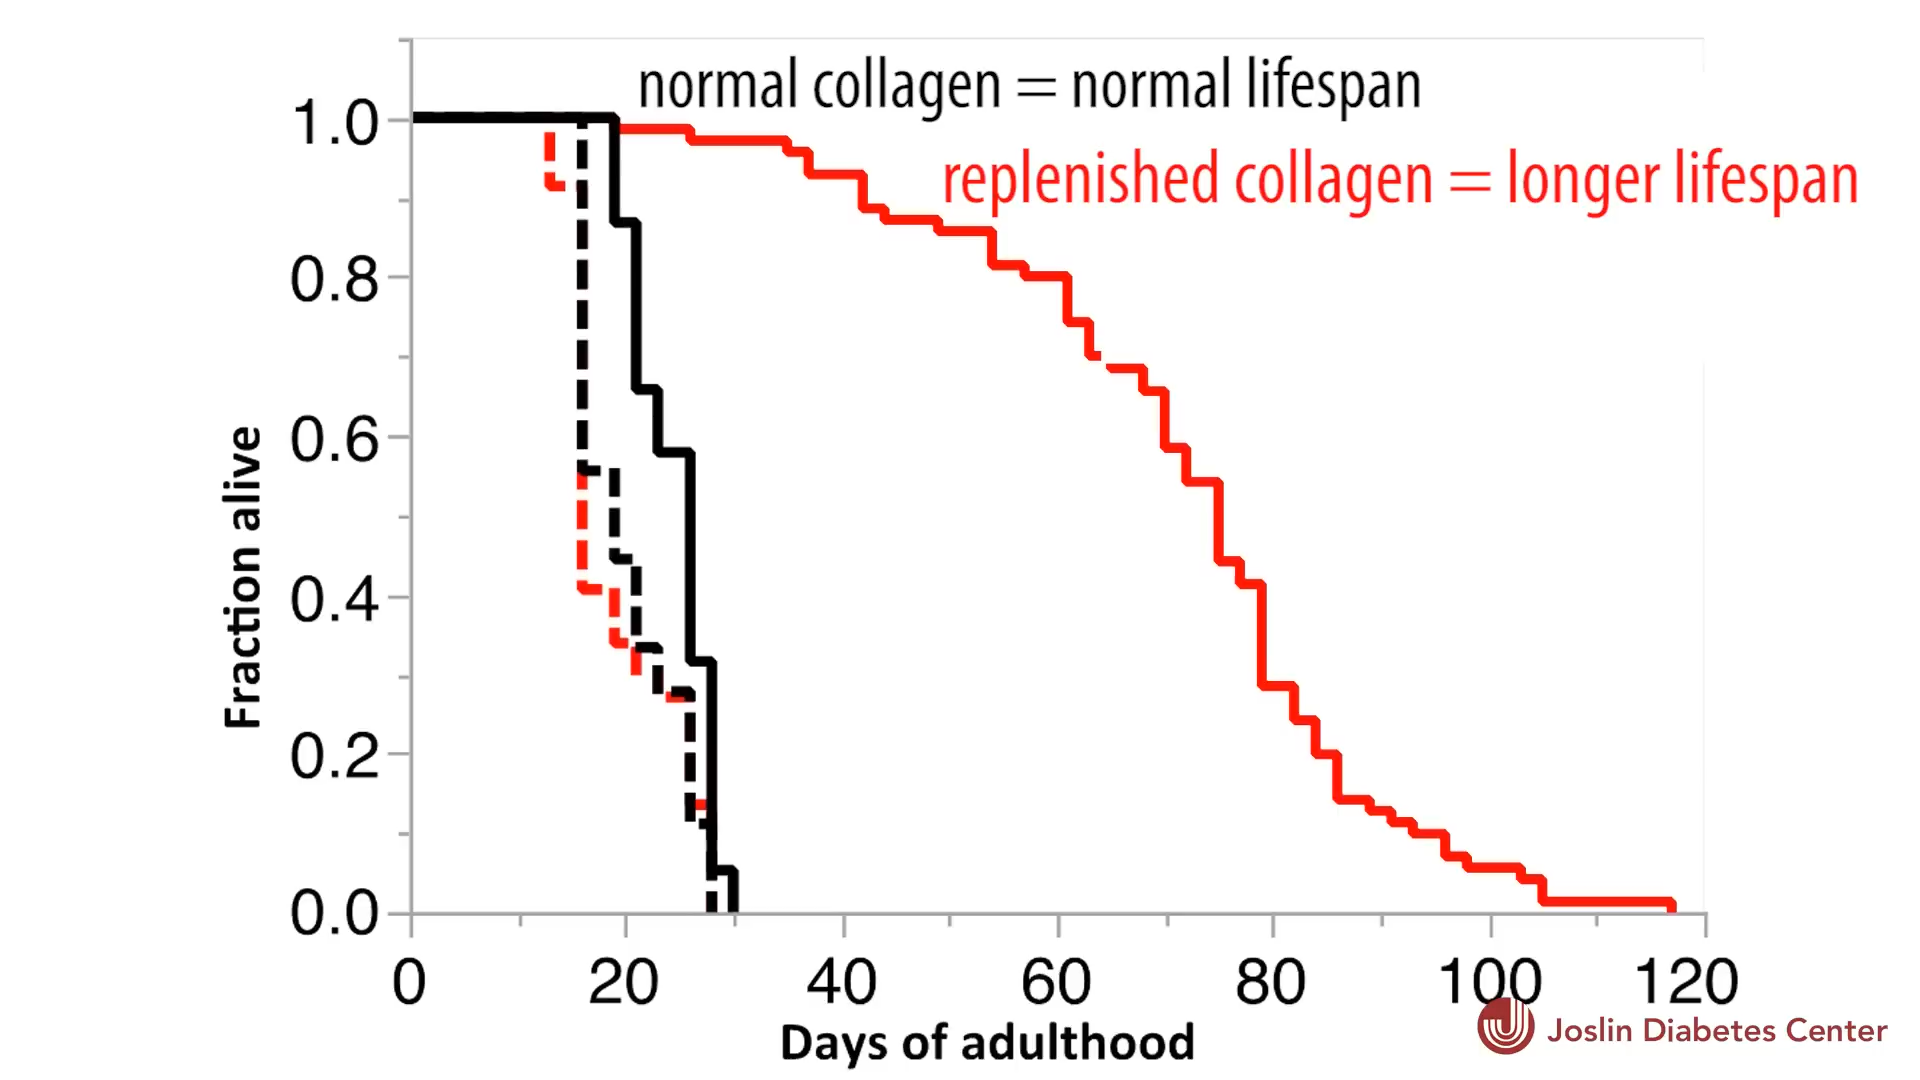 normal collagen = normal lifespan
replenished collagen = longer lifespan
1.0
0.8
0.6
0.4
0.2
0.0
Fraction alive
0 20 40 60 80 100 120
Days of adulthood
Joslin Diabetes Center